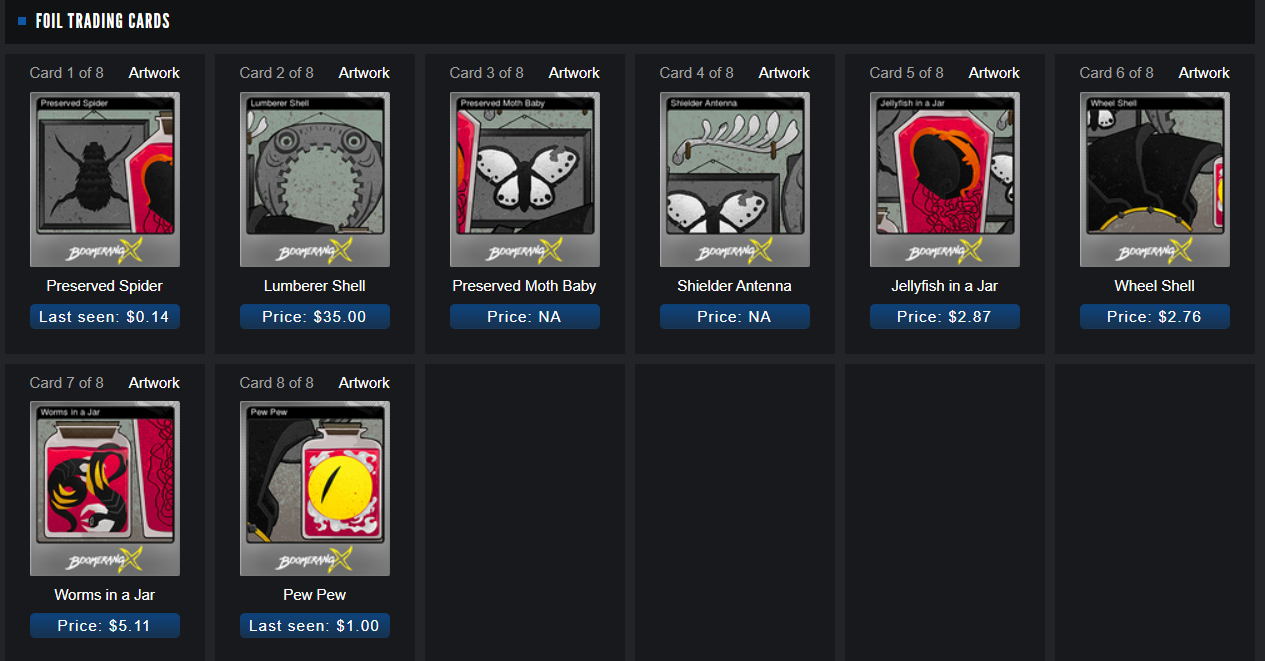 FOIL TRADING CARDS
Card 1 of 8 Artwork
Card 2 of 8 Artwork
Card 3 of 8 Artwork
Card 4 of 8 Artwork
Card 5 of 8 Artwork
Card 6 of 8 Artwork
Preserved Spider
Lumberer Shell
Preserved Moth Baby
Shielder Antenna
Jellyfish in a Jar
Wheel Shell
BOOMERANG X
BOOMERANG X
BOOMERANG X
BOOMERANG X
BOOMERANG X
BOOMERANG X
Preserved Spider
Lumberer Shell
Preserved Moth Baby
Shielder Antenna
Jellyfish in a Jar
Wheel Shell
Last seen: $0.14
Price: $35.00
Price: NA
Price: NA
Price: $2.87
Price: $2.76
Card 7 of 8 Artwork
Card 8 of 8 Artwork
Worms in a Jar
Pew Pew
BOOMERANG X
BOOMERANG X
Worms in a Jar
Pew Pew
Price: $5.11
Last seen: $1.00